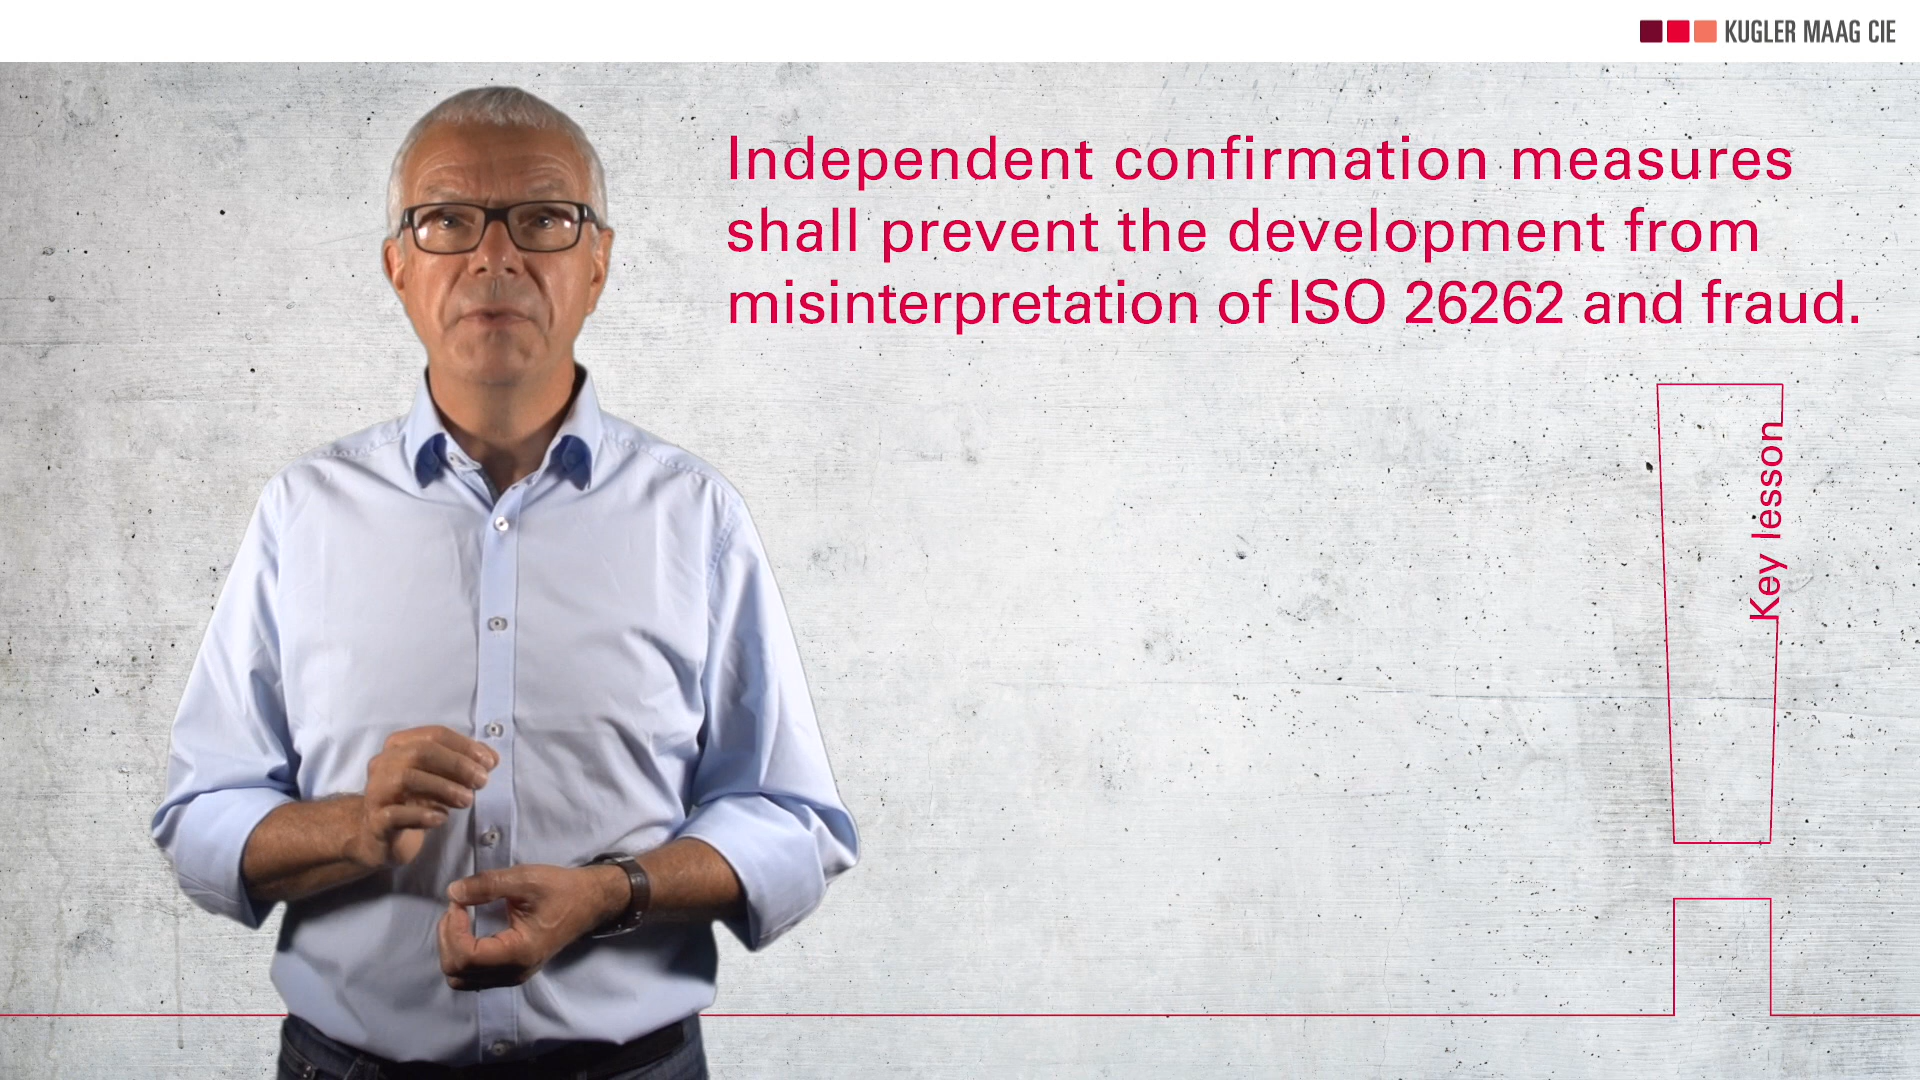 KUGLER MAAG CIE
Independent confirmation measures
shall prevent the development from
misinterpretation of ISO 26262 and fraud.
Key lesson